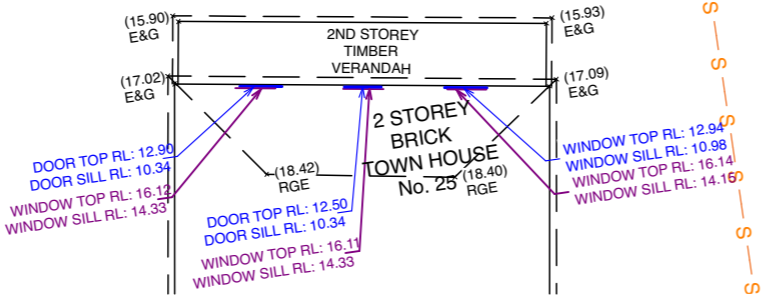 (15.90)
E&G
(15.93)
E&G
2ND STOREY
TIMBER
VERANDAH
(17.02)
E&G
(17.09)
E&G
2 STOREY
BRICK
TOWN HOUSE
No. 25
(18.42)
RGE
(18.40)
RGE
DOOR TOP RL: 12.90
DOOR SILL RL: 10.34
WINDOW TOP RL: 16.12
WINDOW SILL RL: 14.33
DOOR TOP RL: 12.50
DOOR SILL RL: 10.34
WINDOW TOP RL: 16.11
WINDOW SILL RL: 14.33
WINDOW TOP RL: 12.94
WINDOW SILL RL: 10.98
WINDOW TOP RL: 16.14
WINDOW SILL RL: 14.15
S
S
S
S
S
S